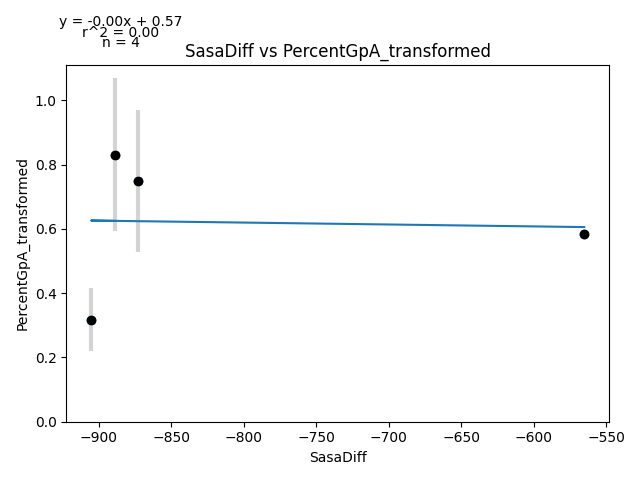 y = -0.00x + 0.57
r^2 = 0.00
n = 4
SasaDiff vs PercentGpA_transformed
PercentGpA_transformed
1.0
0.8
0.6
0.4
0.2
0.0
−900
−850
−800
−750
−700
−650
−600
−550
SasaDiff